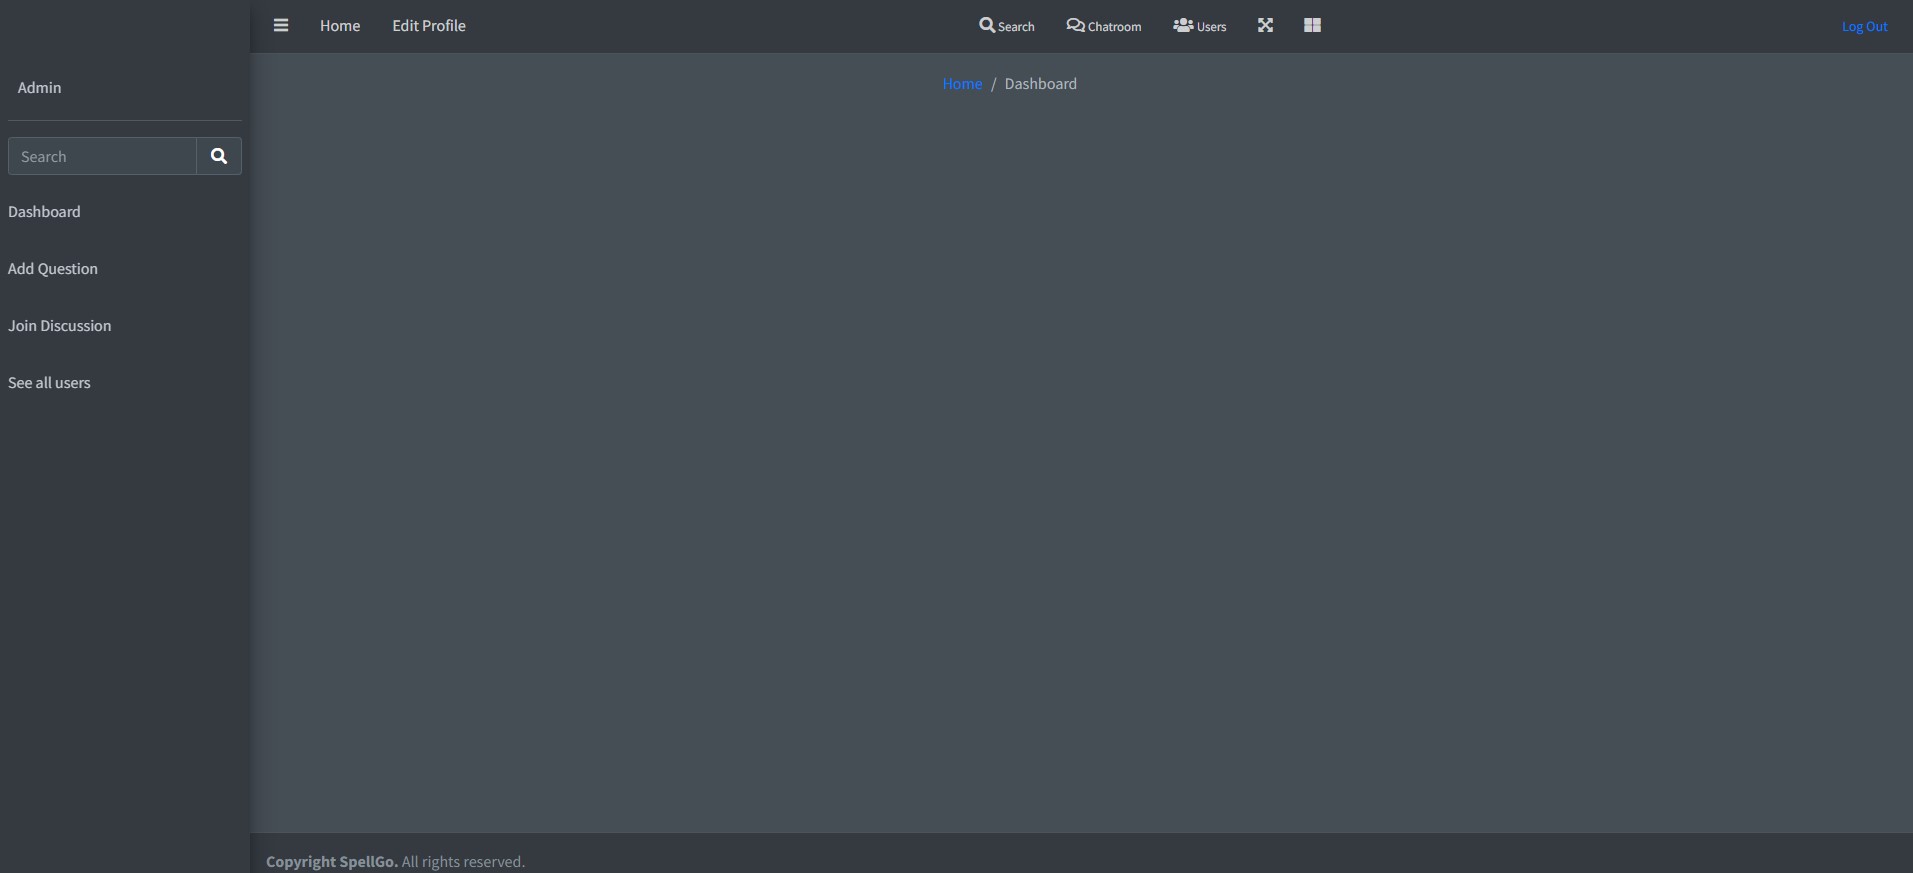 Home Edit Profile Search Chatroom Users Log Out
Admin
Search
Dashboard
Add Question
Join Discussion
See all users
Home / Dashboard
Copyright SpellGo. All rights reserved.